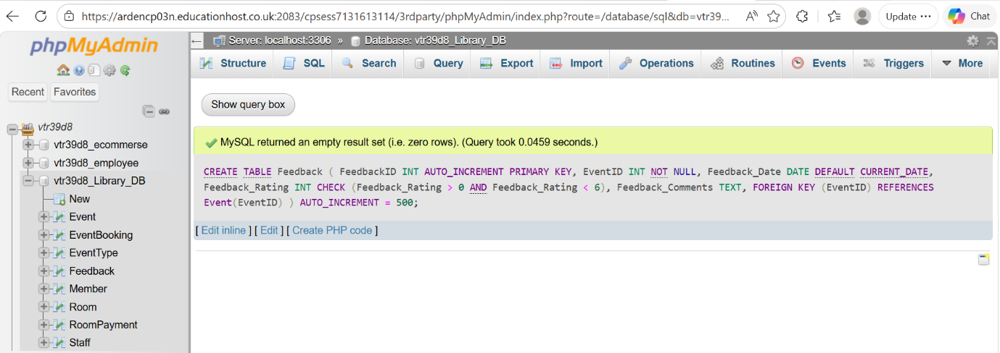 https://ardencp03n.educationhost.co.uk:2083/cpsess7131613114/3rdparty/phpMyAdmin/index.php?route=/database/sql&db=vtr39...
Update ...
Chat
phpMyAdmin
Server: localhost:3306 » Database: vtr39d8_Library_DB
Structure SQL Search Query Export Import Operations Routines Events Triggers More
Recent Favorites
Show query box
vtr39d8
vtr39d8_ecommerse
vtr39d8_employee
vtr39d8_Library_DB
New
Event
EventBooking
EventType
Feedback
Member
Room
RoomPayment
Staff
MySQL returned an empty result set (i.e. zero rows). (Query took 0.0459 seconds.)
CREATE TABLE Feedback ( FeedbackID INT AUTO_INCREMENT PRIMARY KEY, EventID INT NOT NULL, Feedback_Date DATE DEFAULT CURRENT_DATE,
Feedback_Rating INT CHECK (Feedback_Rating > 0 AND Feedback_Rating < 6), Feedback_Comments TEXT, FOREIGN KEY (EventID) REFERENCES
Event(EventID) ) AUTO_INCREMENT = 500;
[ Edit inline ] [ Edit ] [ Create PHP code ]